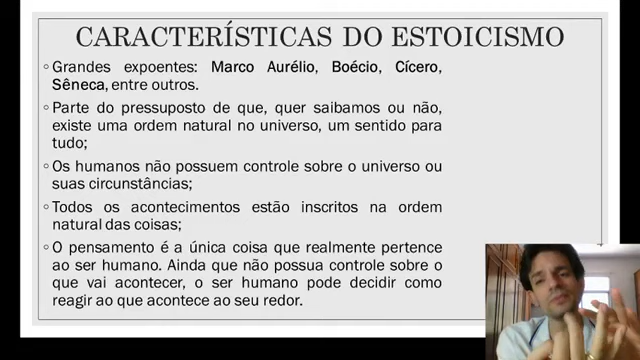 CARACTERÍSTICAS DO ESTOICISMO
◦Grandes expoentes: Marco Aurélio, Boécio, Cícero,
Sêneca, entre outros.
◦Parte do pressuposto de que, quer saibamos ou não,
existe uma ordem natural no universo, um sentido para
tudo;
◦Os humanos não possuem controle sobre o universo ou
suas circunstâncias;
◦Todos os acontecimentos estão inscritos na ordem
natural das coisas;
◦O pensamento é a única coisa que realmente pertence
ao ser humano. Ainda que não possua controle sobre o
que vai acontecer, o ser humano pode decidir como
reagir ao que acontece ao seu redor.